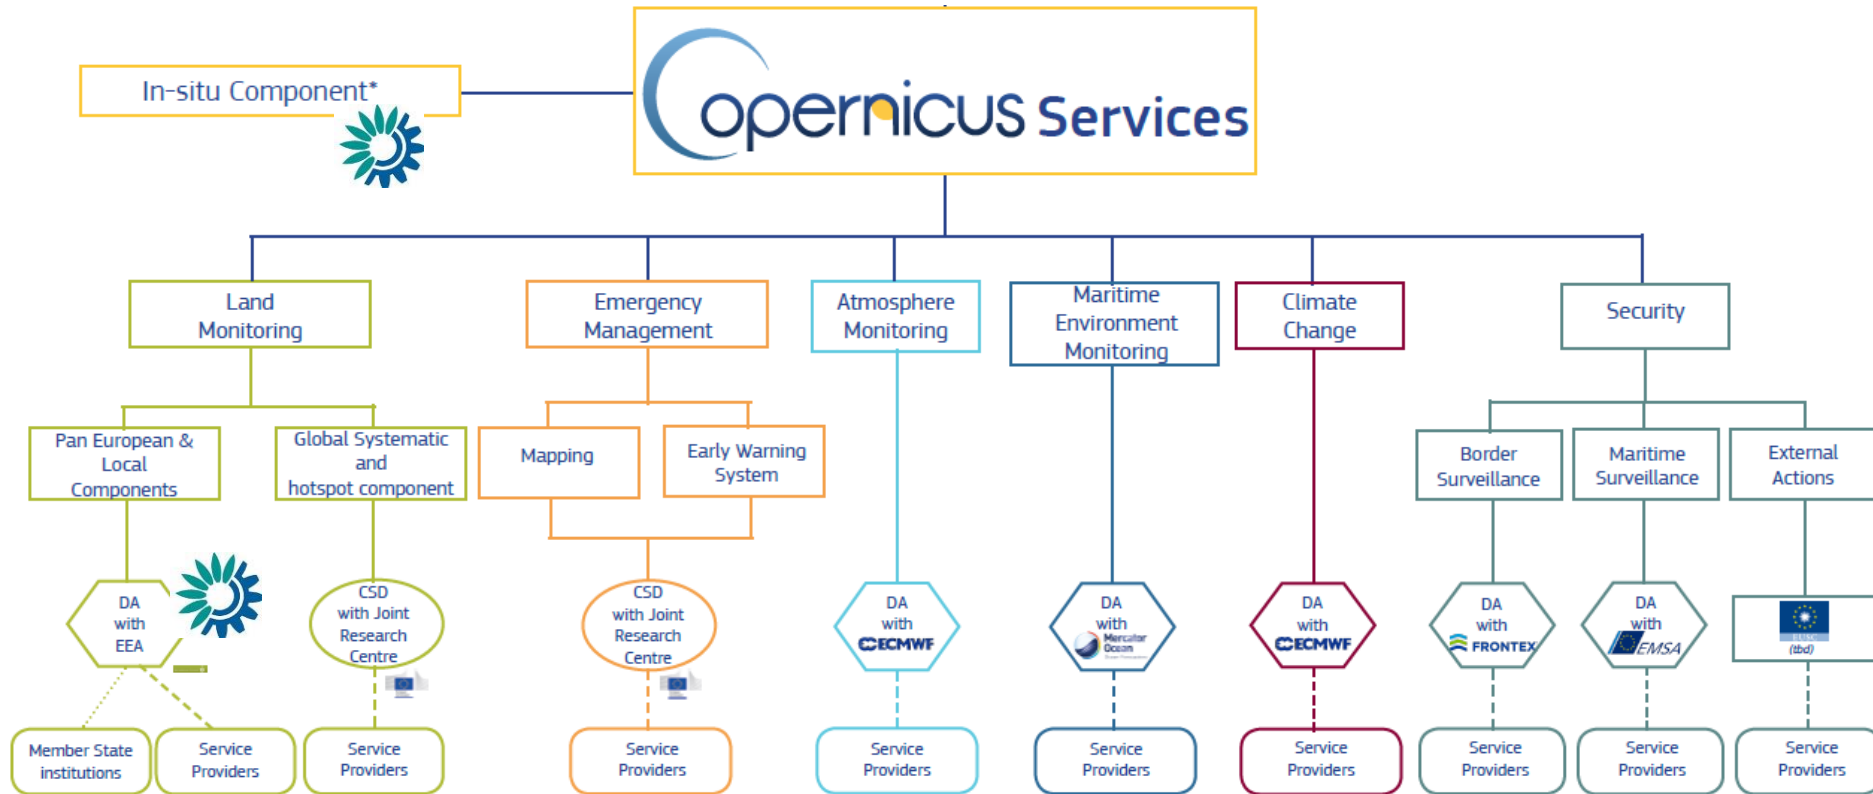 In-situ Component*
Copernicus Services
Land
Monitoring
Emergency
Management
Atmosphere
Monitoring
Maritime
Environment
Monitoring
Climate
Change
Security
Pan European &
Local
Components
Global Systematic
and
hotspot component
Mapping
Early Warning
System
Border
Surveillance
Maritime
Surveillance
External
Actions
DA
with
EEA
CSD
with Joint
Research
Centre
CSD
with Joint
Research
Centre
DA
with
ECMWF
DA
with
Mercator
Ocean
DA
with
ECMWF
DA
with
FRONTEX
DA
with
EMSA
EUSC
(tbd)
Member State
institutions
Service
Providers
Service
Providers
Service
Providers
Service
Providers
Service
Providers
Service
Providers
Service
Providers
Service
Providers
Service
Providers